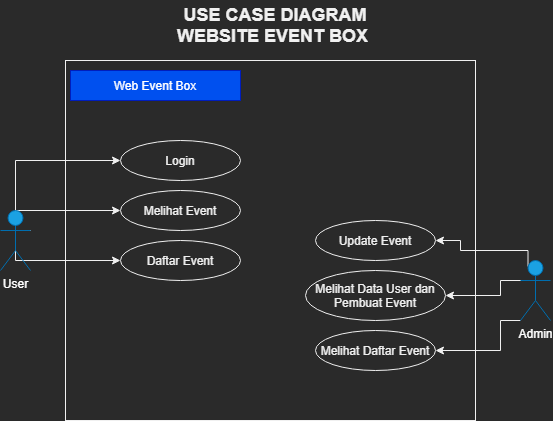 USE CASE DIAGRAM
WEBSITE EVENT BOX
Web Event Box
Login
Melihat Event
Daftar Event
User
Update Event
Melihat Data User dan
Pembuat Event
Melihat Daftar Event
Admin